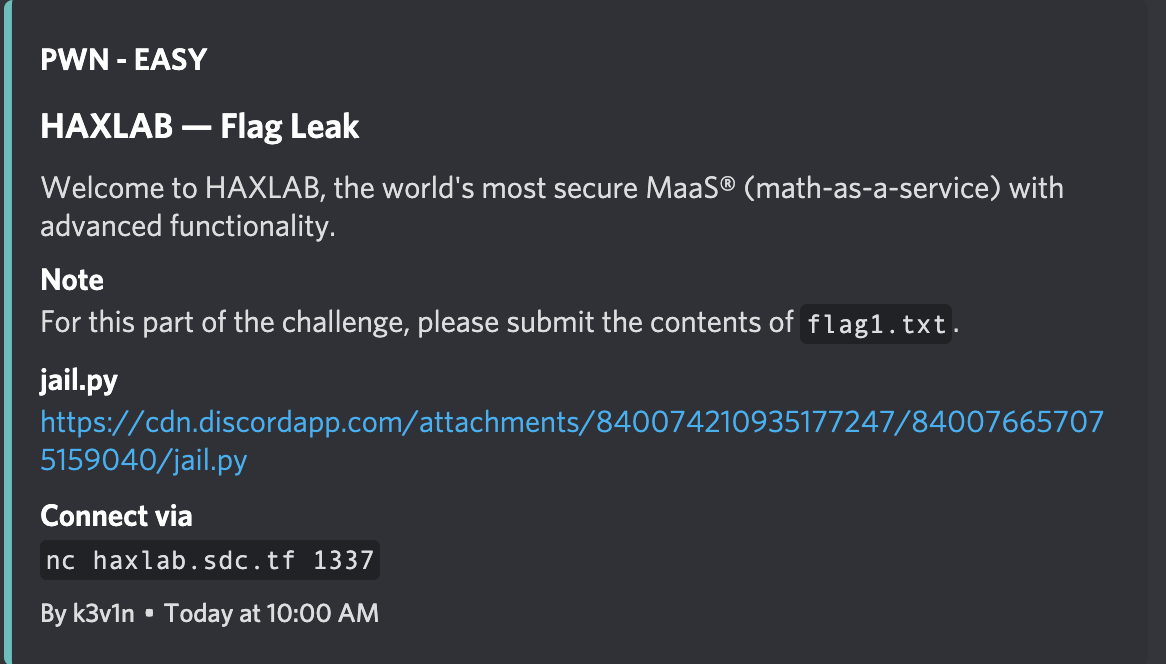 PWN - EASY
HAXLAB — Flag Leak
Welcome to HAXLAB, the world's most secure MaaS® (math-as-a-service) with
advanced functionality.
Note
For this part of the challenge, please submit the contents of flag1.txt.
jail.py
https://cdn.discordapp.com/attachments/840074210935177247/84007665707
5159040/jail.py
Connect via
nc haxlab.sdc.tf 1337
By k3v1n • Today at 10:00 AM